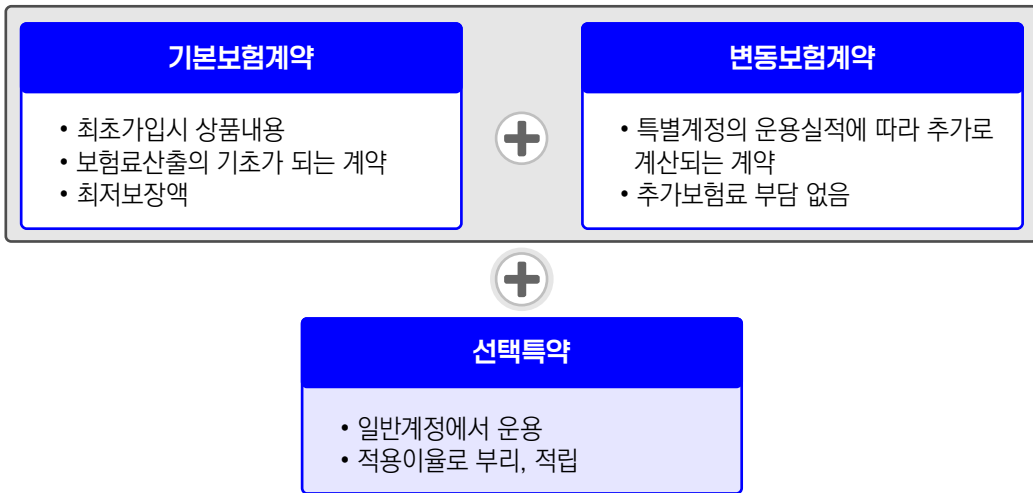 기본보험계약
• 최초가입시 상품내용
• 보험료산출의 기초가 되는 계약
• 최저보장액
변동보험계약
• 특별계정의 운용실적에 따라 추가로
계산되는 계약
• 추가보험료 부담 없음
선택특약
• 일반계정에서 운용
• 적용이율로 부리, 적립